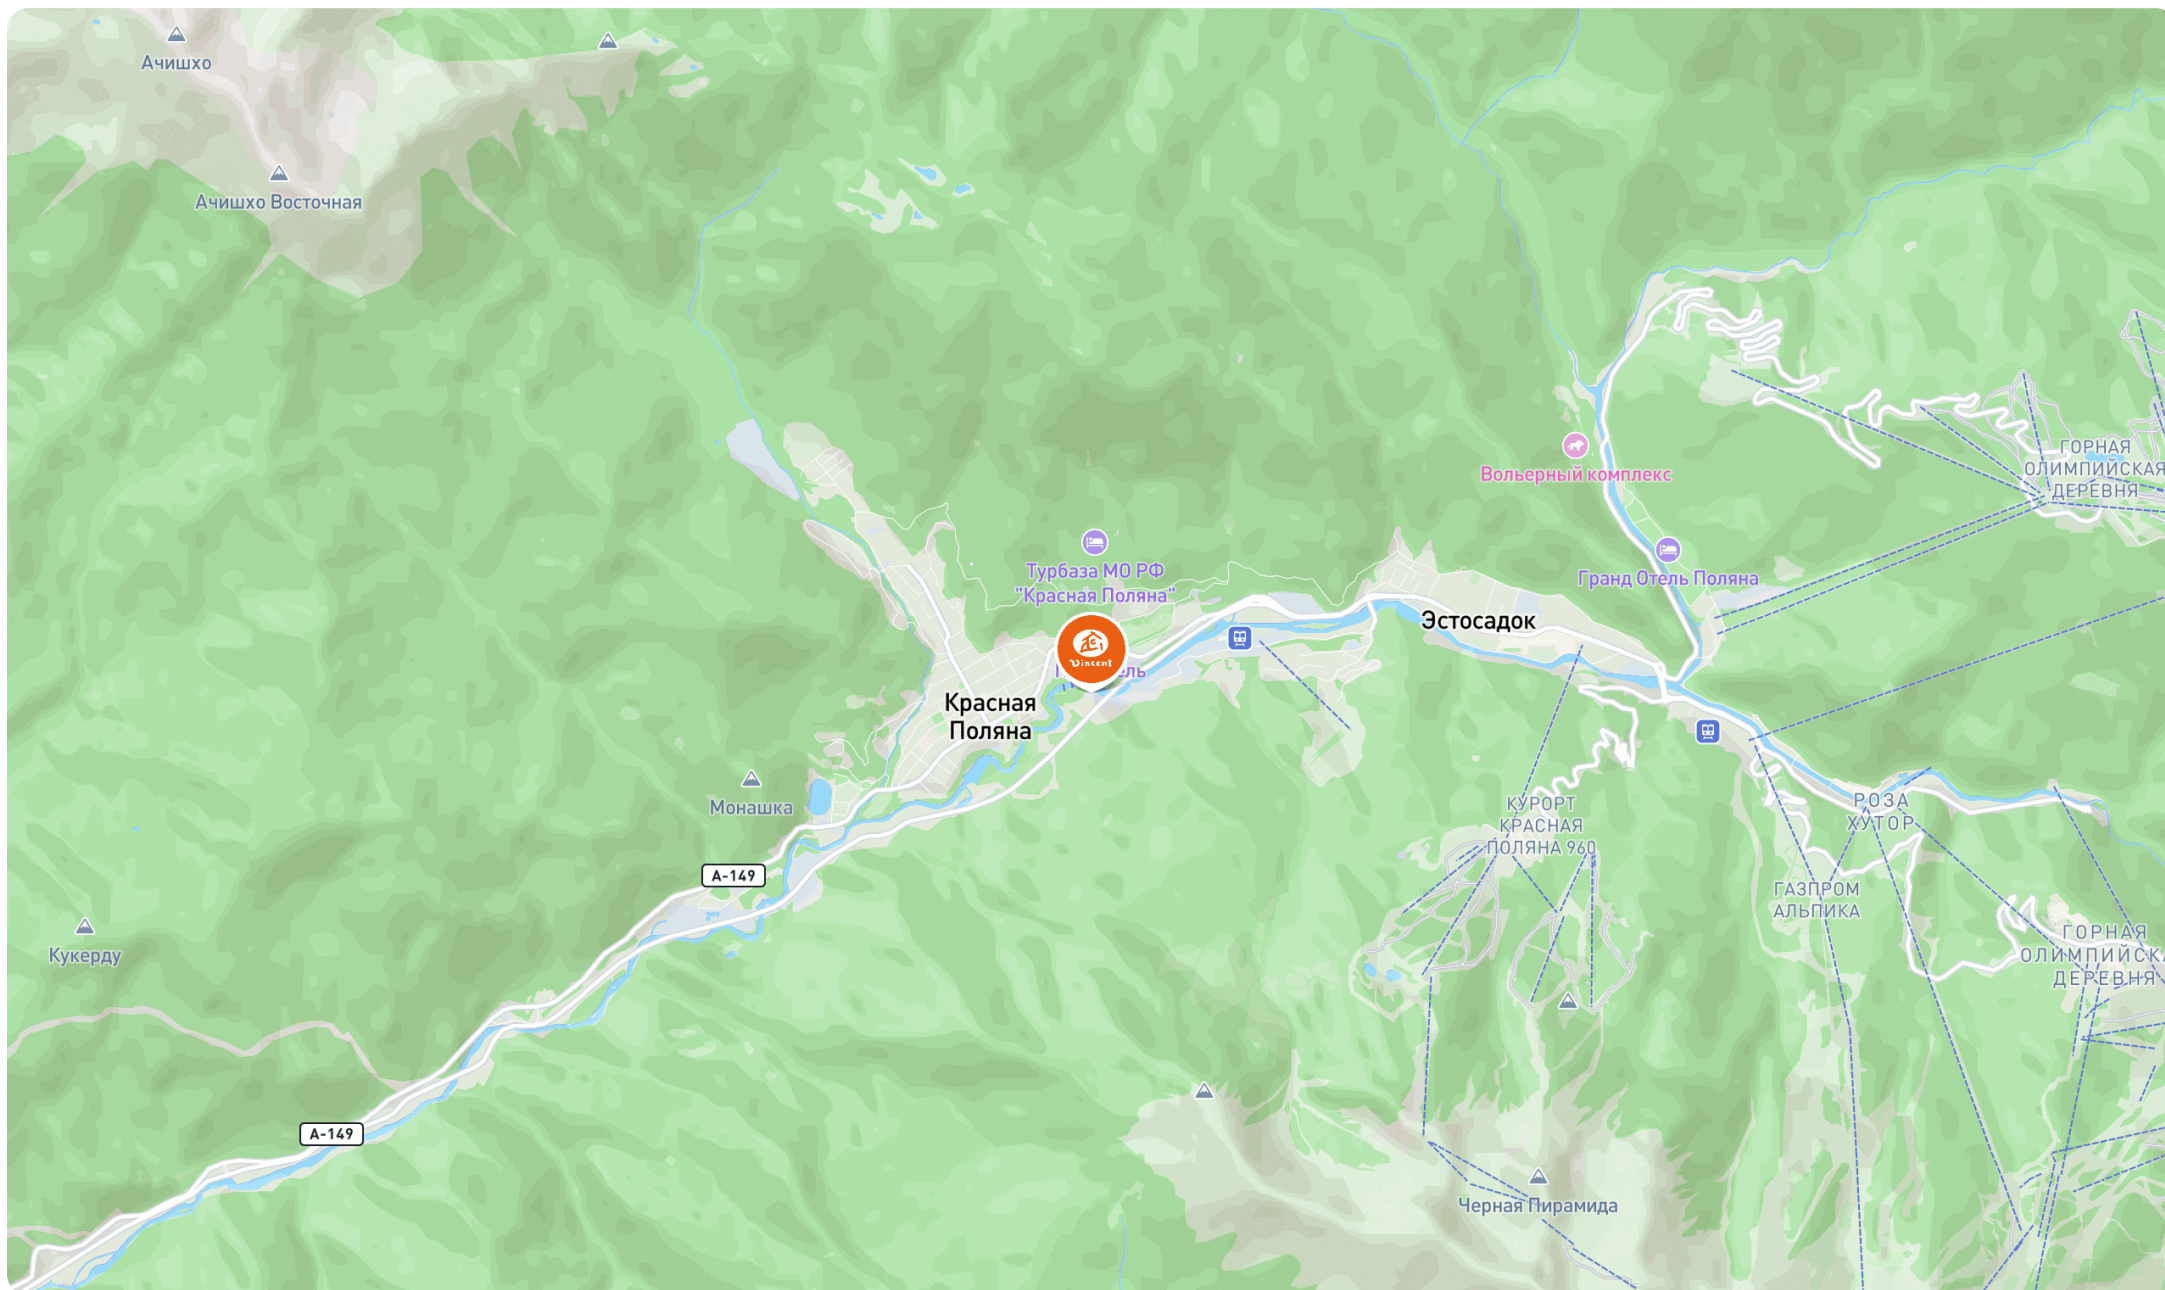 Ачишхо
Ачишхо Восточная
ГОРНАЯ
ОЛИМПИЙСКАЯ
ДЕРЕВНЯ
Вольерный комплекс
Турбаза МО РФ
"Красная Поляна"
Гранд Отель Поляна
Эстосадок
Vincent
Красная
Поляна
Монашка
КУРОРТ
КРАСНАЯ
ПОЛЯНА 960
РОЗА
ХУТОР
A-149
ГАЗПРОМ
АЛЬПИКА
Кукерду
ГОРНАЯ
ОЛИМПИЙСКА
ДЕРЕВНЯ
A-149
Черная Пирамида